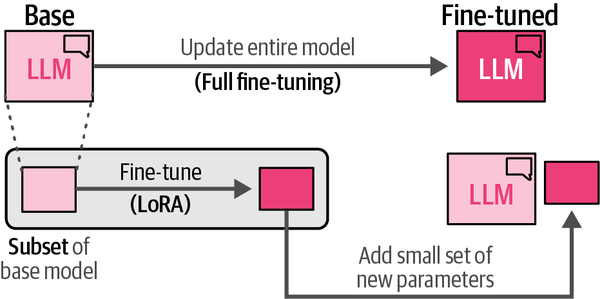 Base
Fine-tuned
LLM
Update entire model
(Full fine-tuning)
LLM
Fine-tune
(LoRA)
LLM
Subset of
base model
Add small set of
new parameters